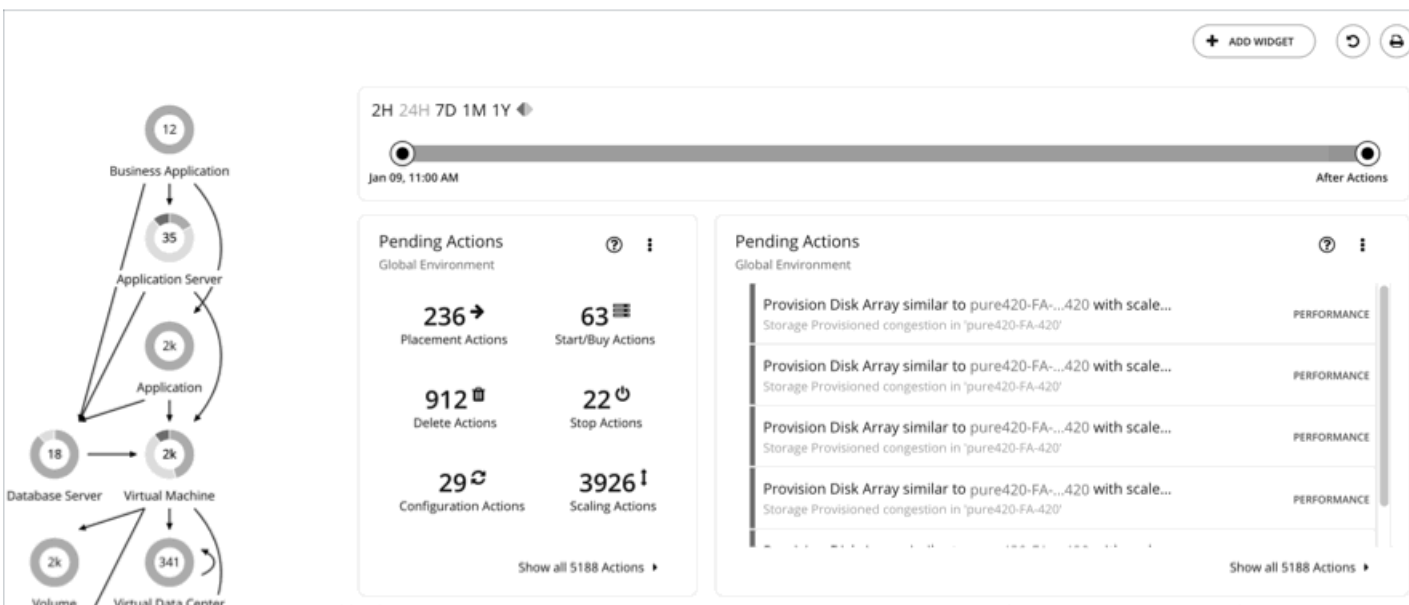 + ADD WIDGET
12
Business Application
35
Application Server
2k
Application
18
Database Server
2k
Virtual Machine
2k
Volume
341
Virtual Data Center
2H 24H 7D 1M 1Y
Jan 09, 11:00 AM
After Actions
Pending Actions
Global Environment
236
Placement Actions
63
Start/Buy Actions
912
Delete Actions
22
Stop Actions
29
Configuration Actions
3926
Scaling Actions
Show all 5188 Actions
Pending Actions
Global Environment
Provision Disk Array similar to pure420-FA-...420 with scale...
Storage Provisioned congestion in 'pure420-FA-420'
PERFORMANCE
Provision Disk Array similar to pure420-FA-...420 with scale...
Storage Provisioned congestion in 'pure420-FA-420'
PERFORMANCE
Provision Disk Array similar to pure420-FA-...420 with scale...
Storage Provisioned congestion in 'pure420-FA-420'
PERFORMANCE
Provision Disk Array similar to pure420-FA-...420 with scale...
Storage Provisioned congestion in 'pure420-FA-420'
PERFORMANCE
Show all 5188 Actions